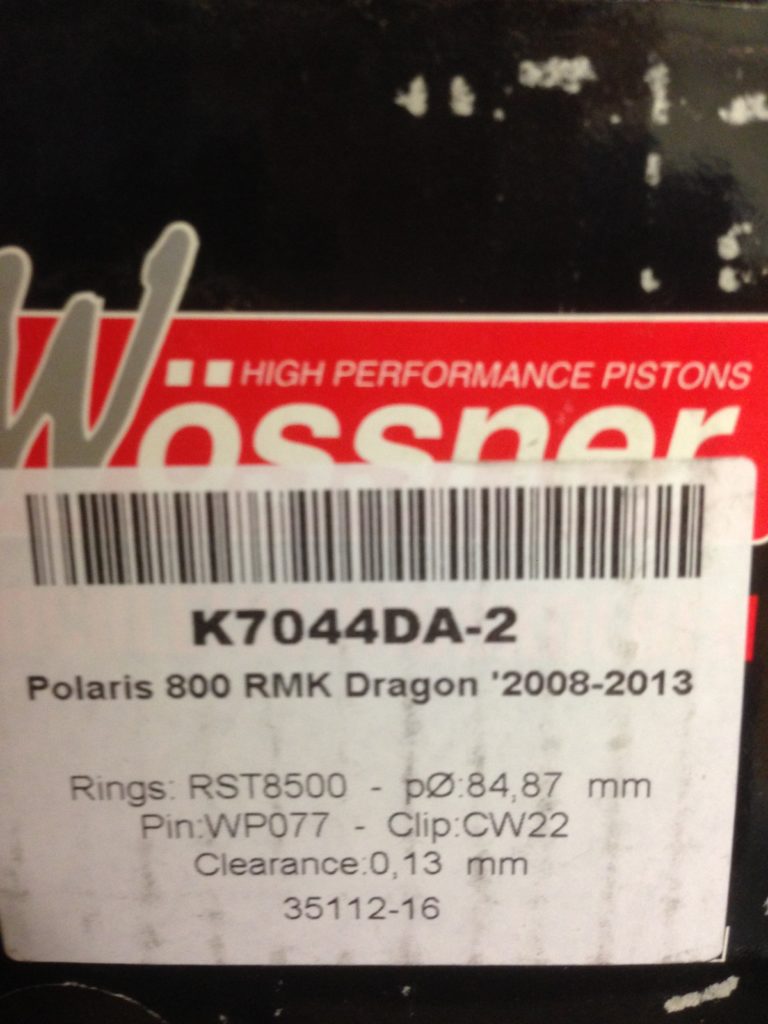 HIGH PERFORMANCE PISTONS
Wössner
K7044DA-2
Polaris 800 RMK Dragon '2008-2013
Rings: RST8500 - pØ:84,87 mm
Pin:WP077 - Clip:CW22
Clearance:0,13 mm
35112-16